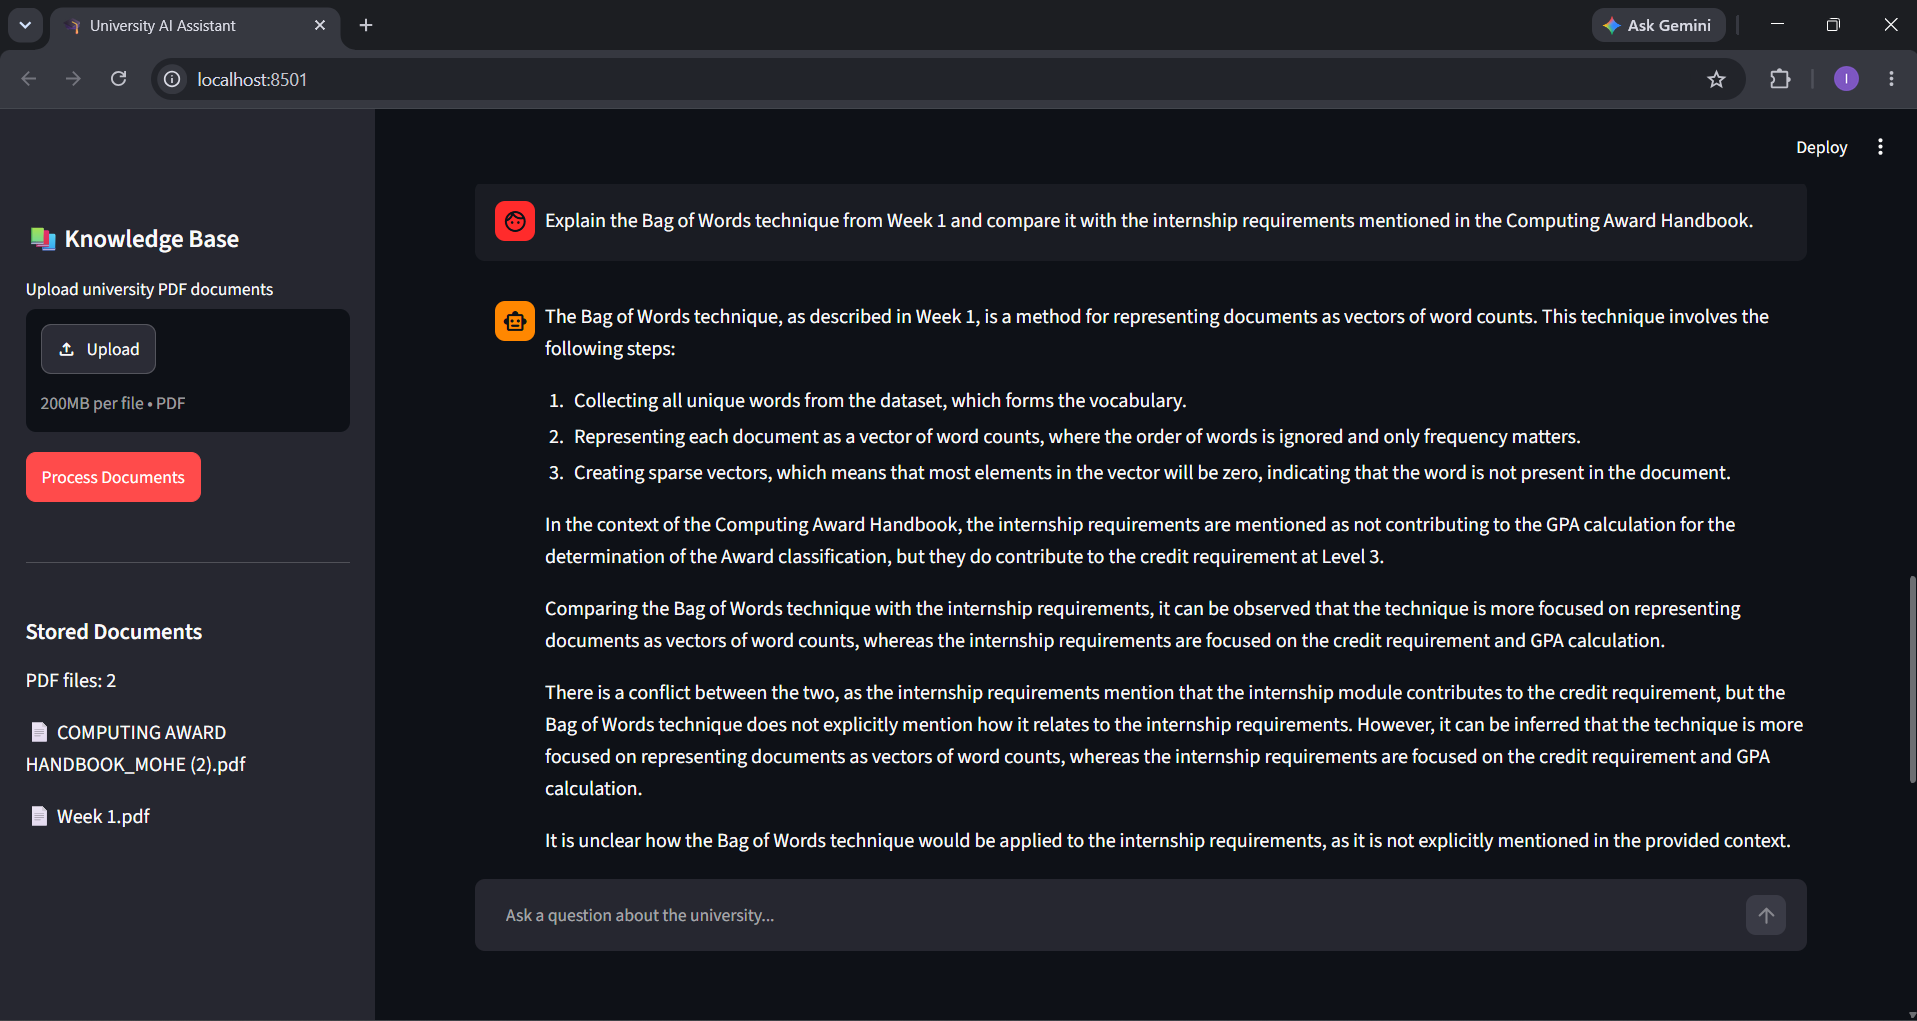 University AI Assistant
Ask Gemini
localhost:8501
I
Deploy
📚 Knowledge Base
Upload university PDF documents
Upload
200MB per file • PDF
Process Documents
Stored Documents
PDF files: 2
📄 COMPUTING AWARD
HANDBOOK_MOHE (2).pdf
📄 Week 1.pdf
Explain the Bag of Words technique from Week 1 and compare it with the internship requirements mentioned in the Computing Award Handbook.
The Bag of Words technique, as described in Week 1, is a method for representing documents as vectors of word counts. This technique involves the
following steps:
1. Collecting all unique words from the dataset, which forms the vocabulary.
2. Representing each document as a vector of word counts, where the order of words is ignored and only frequency matters.
3. Creating sparse vectors, which means that most elements in the vector will be zero, indicating that the word is not present in the document.
In the context of the Computing Award Handbook, the internship requirements are mentioned as not contributing to the GPA calculation for the
determination of the Award classification, but they do contribute to the credit requirement at Level 3.
Comparing the Bag of Words technique with the internship requirements, it can be observed that the technique is more focused on representing
documents as vectors of word counts, whereas the internship requirements are focused on the credit requirement and GPA calculation.
There is a conflict between the two, as the internship requirements mention that the internship module contributes to the credit requirement, but the
Bag of Words technique does not explicitly mention how it relates to the internship requirements. However, it can be inferred that the technique is more
focused on representing documents as vectors of word counts, whereas the internship requirements are focused on the credit requirement and GPA
calculation.
It is unclear how the Bag of Words technique would be applied to the internship requirements, as it is not explicitly mentioned in the provided context.
Ask a question about the university...